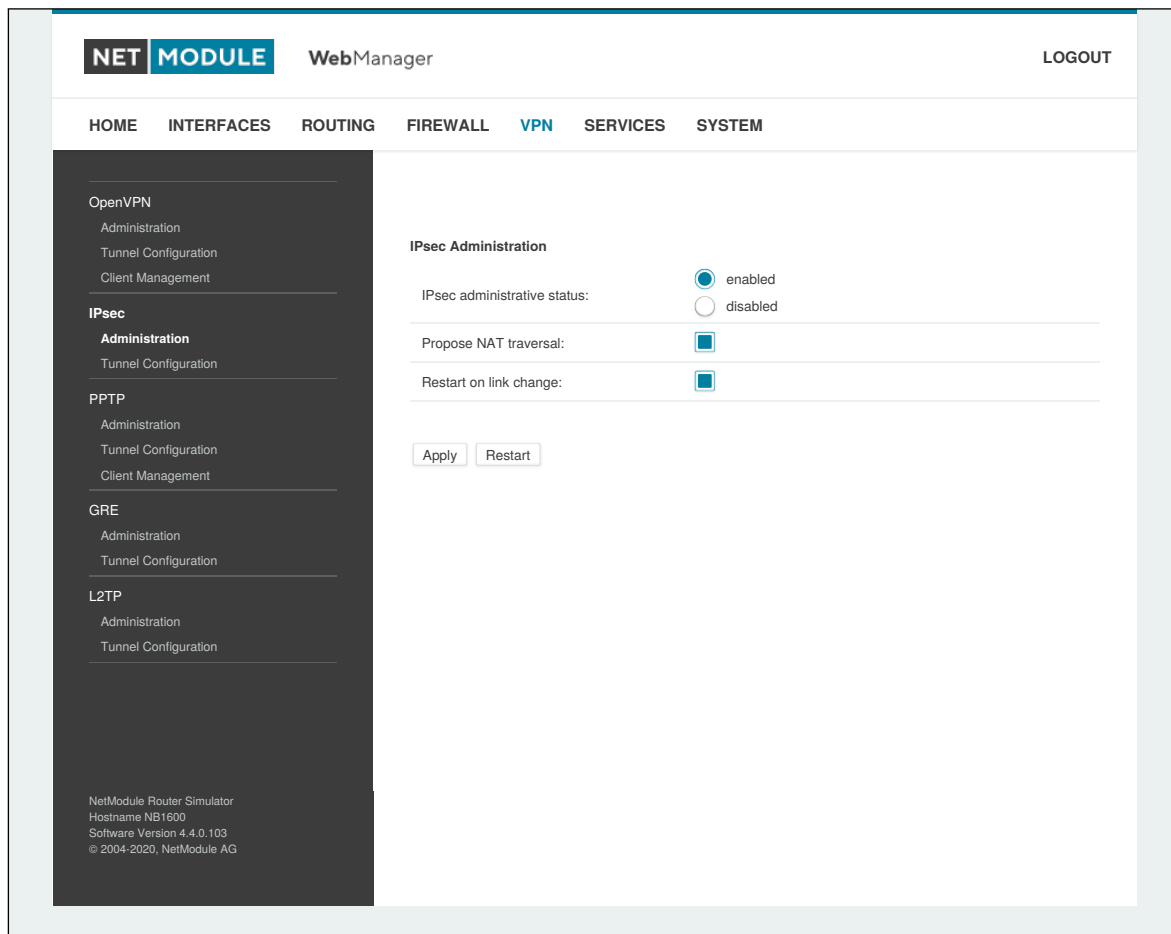 NET MODULE WebManager LOGOUT
HOME INTERFACES ROUTING FIREWALL VPN SERVICES SYSTEM
OpenVPN
Administration
Tunnel Configuration
Client Management
IPsec
Administration
Tunnel Configuration
PPTP
Administration
Tunnel Configuration
Client Management
GRE
Administration
Tunnel Configuration
L2TP
Administration
Tunnel Configuration
NetModule Router Simulator
Hostname NB1600
Software Version 4.4.0.103
© 2004-2020, NetModule AG
IPsec Administration
IPsec administrative status:
enabled
disabled
Propose NAT traversal:
Restart on link change:
Apply Restart